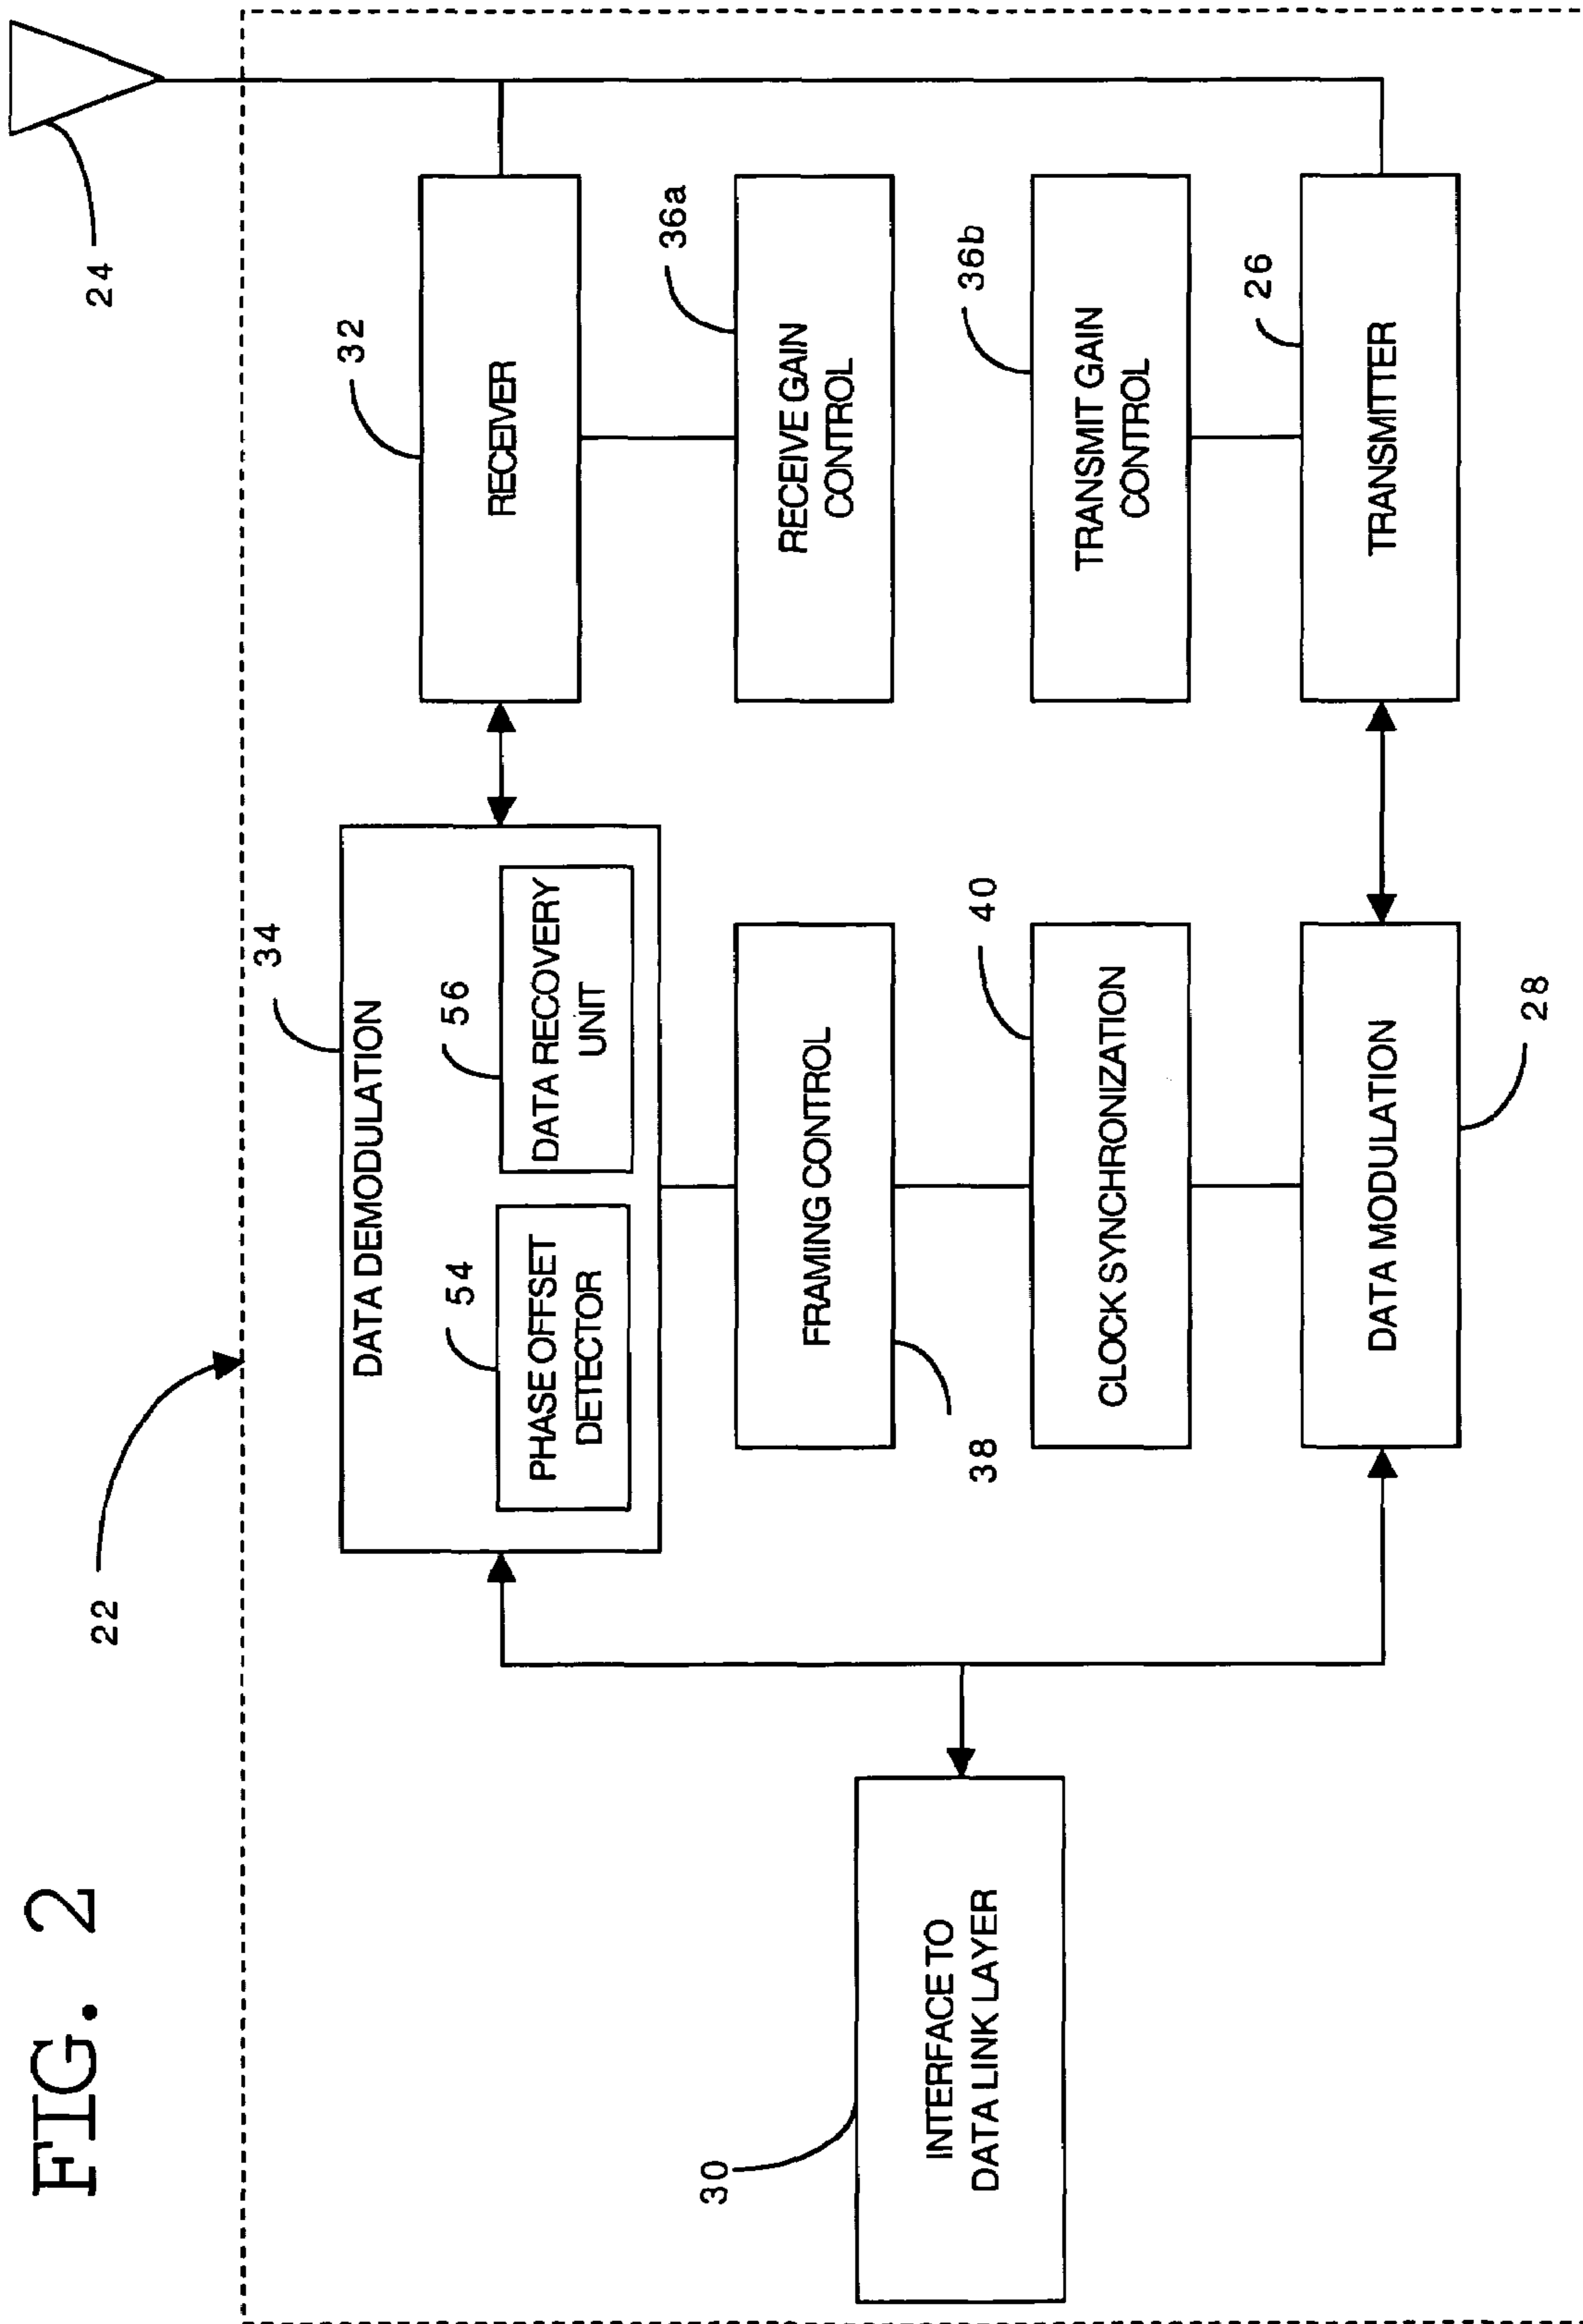 FIG. 2
22
24
34
DATA DEMODULATION
54
PHASE OFFSET
DETECTOR
56
DATA RECOVERY
UNIT
32
RECEIVER
36a
RECEIVE GAIN
CONTROL
38
FRAMING CONTROL
30
INTERFACE TO
DATA LINK LAYER
40
CLOCK SYNCHRONIZATION
36b
TRANSMIT GAIN
CONTROL
28
DATA MODULATION
26
TRANSMITTER